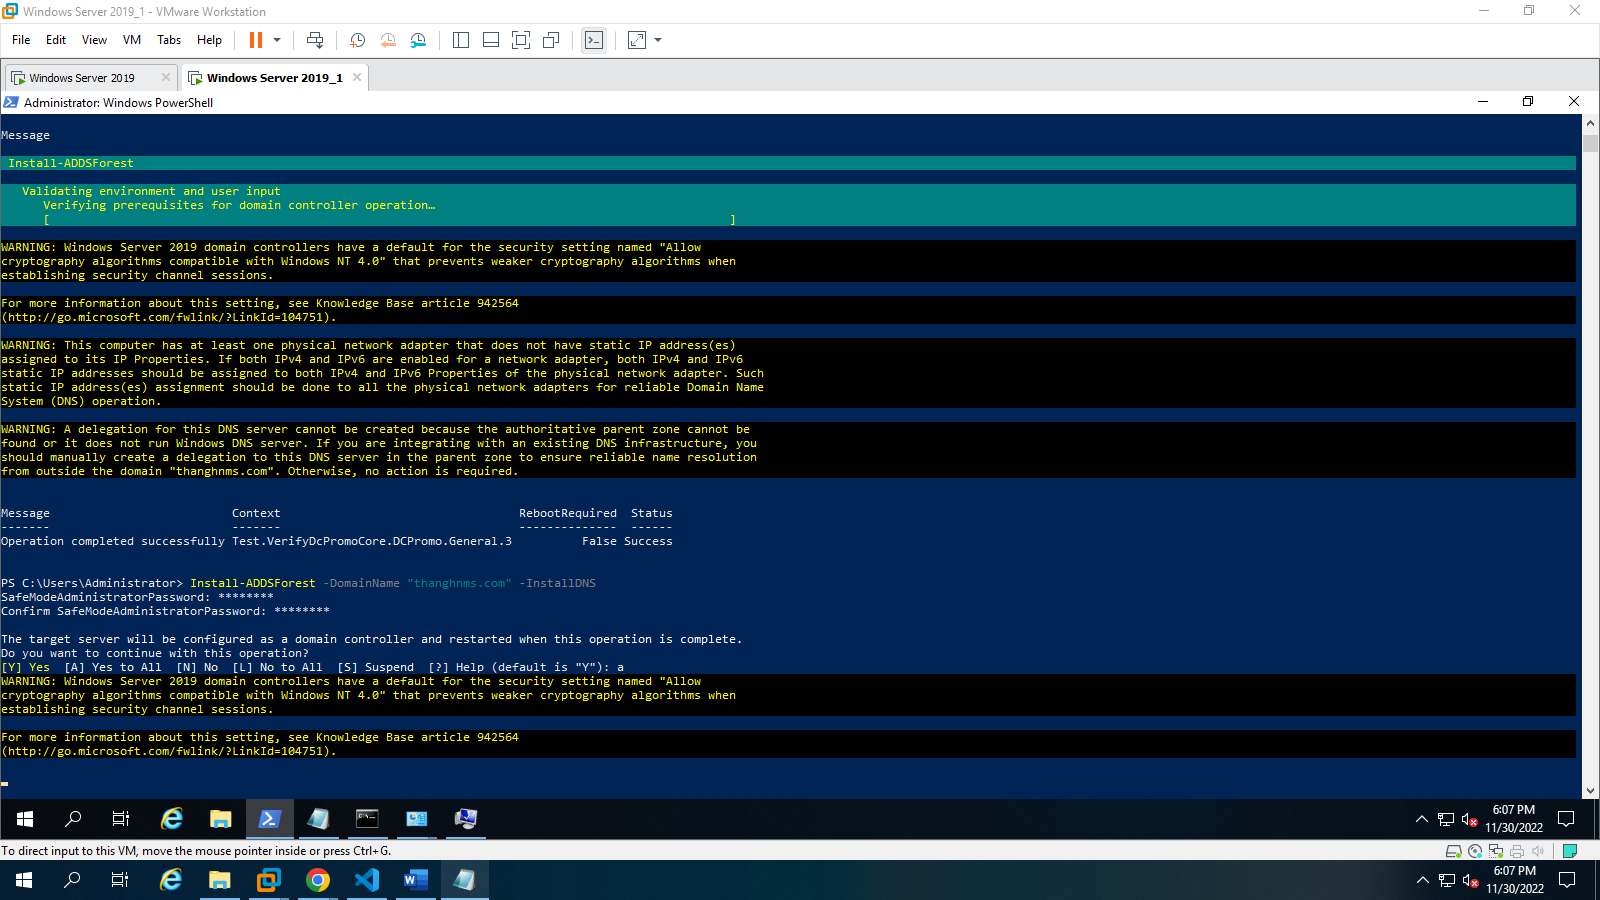 Windows Server 2019_1 - VMware Workstation
File Edit View VM Tabs Help
Windows Server 2019
Windows Server 2019_1
Administrator: Windows PowerShell
Message
Install-ADDSForest
Validating environment and user input
Verifying prerequisites for domain controller operation…
[ ]
WARNING: Windows Server 2019 domain controllers have a default for the security setting named "Allow
cryptography algorithms compatible with Windows NT 4.0" that prevents weaker cryptography algorithms when
establishing security channel sessions.
For more information about this setting, see Knowledge Base article 942564
(http://go.microsoft.com/fwlink/?LinkId=104751).
WARNING: This computer has at least one physical network adapter that does not have static IP address(es)
assigned to its IP Properties. If both IPv4 and IPv6 are enabled for a network adapter, both IPv4 and IPv6
static IP addresses should be assigned to both IPv4 and IPv6 Properties of the physical network adapter. Such
static IP address(es) assignment should be done to all the physical network adapters for reliable Domain Name
System (DNS) operation.
WARNING: A delegation for this DNS server cannot be created because the authoritative parent zone cannot be
found or it does not run Windows DNS server. If you are integrating with an existing DNS infrastructure, you
should manually create a delegation to this DNS server in the parent zone to ensure reliable name resolution
from outside the domain "thanghnms.com". Otherwise, no action is required.
Message Context RebootRequired Status
------- ------- -------------- ------
Operation completed successfully Test.VerifyDcPromoCore.DCPromo.General.3 False Success
PS C:\Users\Administrator> Install-ADDSForest -DomainName "thanghnms.com" -InstallDNS
SafeModeAdministratorPassword: ********
Confirm SafeModeAdministratorPassword: ********
The target server will be configured as a domain controller and restarted when this operation is complete.
Do you want to continue with this operation?
[Y] Yes [A] Yes to All [N] No [L] No to All [S] Suspend [?] Help (default is "Y"): a
WARNING: Windows Server 2019 domain controllers have a default for the security setting named "Allow
cryptography algorithms compatible with Windows NT 4.0" that prevents weaker cryptography algorithms when
establishing security channel sessions.
For more information about this setting, see Knowledge Base article 942564
(http://go.microsoft.com/fwlink/?LinkId=104751).
6:07 PM
11/30/2022
To direct input to this VM, move the mouse pointer inside or press Ctrl+G.
6:07 PM
11/30/2022